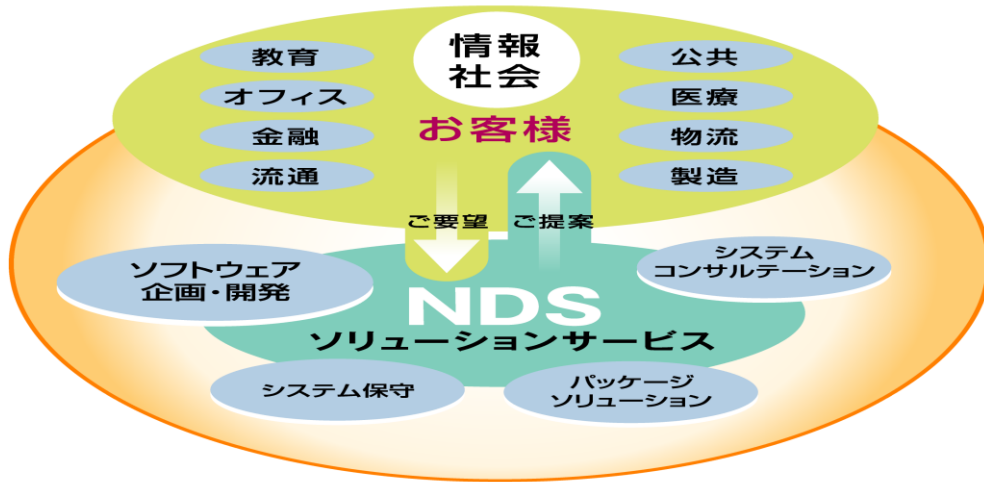 情報
社会
教育
オフィス
金融
流通
公共
医療
物流
製造
お客様
ご要望
ご提案
ソフトウェア
企画・開発
システム
コンサルテーション
NDS
ソリューションサービス
システム保守
パッケージ
ソリューション